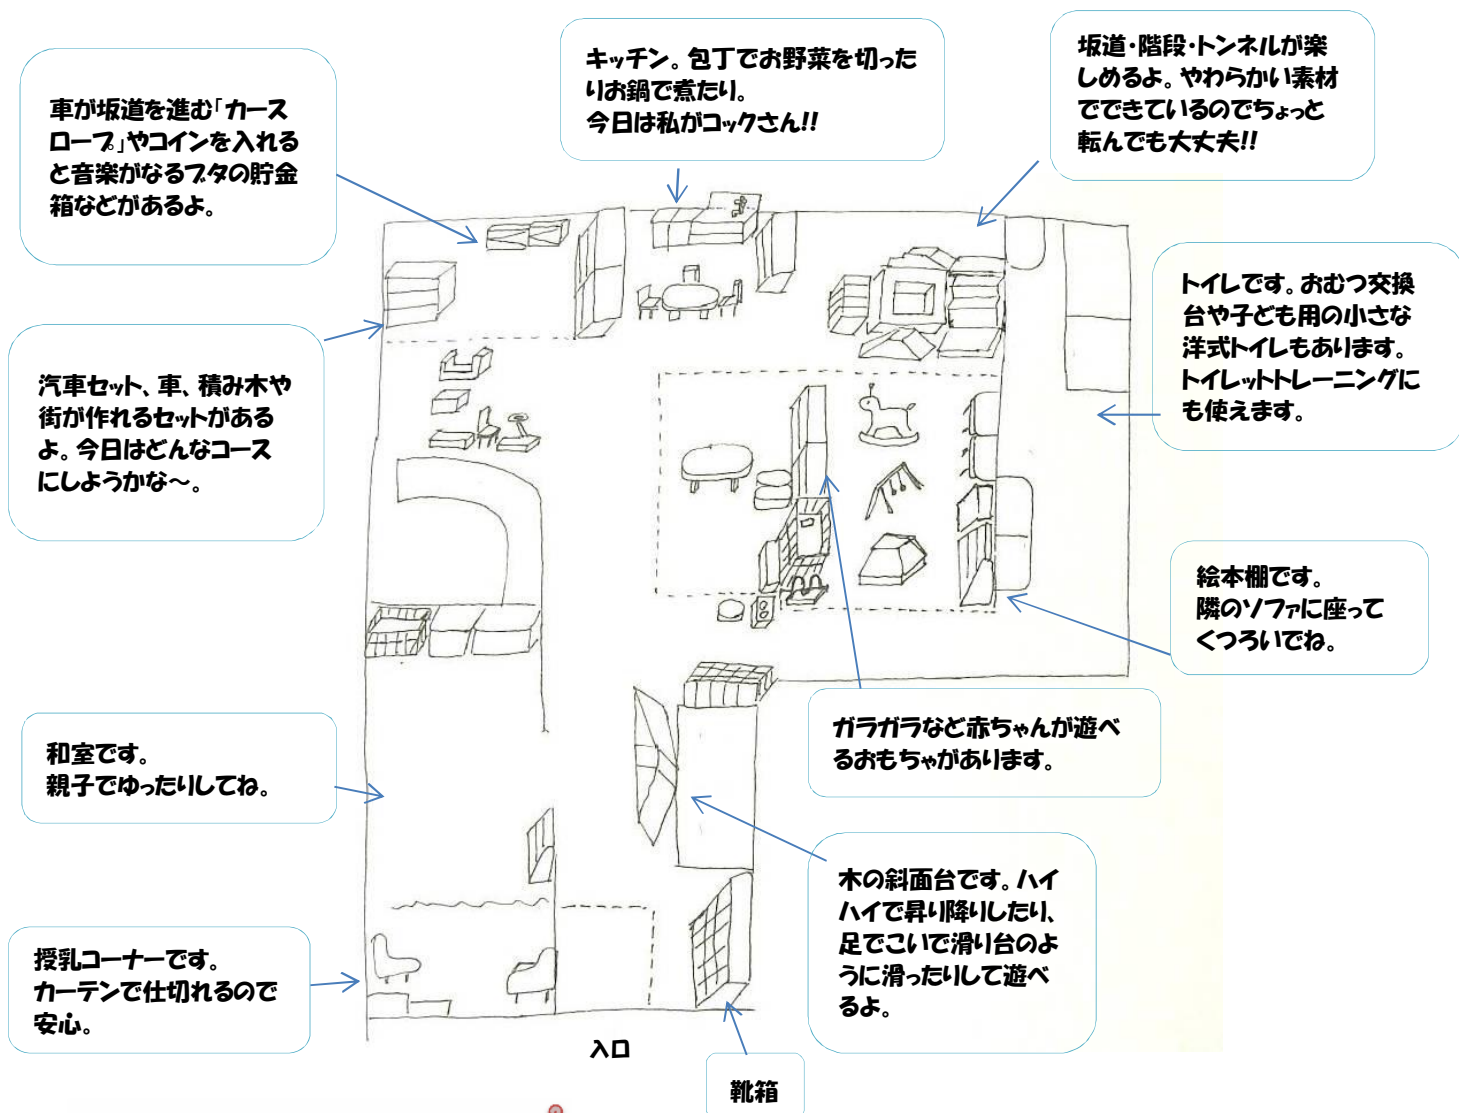 キッチン。包丁でお野菜を切った
りお鍋で煮たり。
今日は私がコックさん!!
坂道・階段・トンネルが楽
しめるよ。やわらかい素材
でできているのでちょっと
転んでも大丈夫!!
車が坂道を進む「カース
ロープ」やコインを入れる
と音楽がなるブタの貯金
箱などがあるよ。
トイレです。おむつ交換
台や子ども用の小さな
洋式トイレもあります。
トイレットトレーニングに
も使えます。
汽車セット、車、積み木や
街が作れるセットがある
よ。今日はどんなコース
にしようかな～。
絵本棚です。
隣のソファに座って
くつろいでね。
ガラガラなど赤ちゃんが遊べ
るおもちゃがあります。
和室です。
親子でゆったりしてね。
木の斜面台です。ハイ
ハイで昇り降りしたり、
足でこいで滑り台のよ
うに滑ったりして遊べ
るよ。
授乳コーナーです。
カーテンで仕切れるので
安心。
入口
靴箱